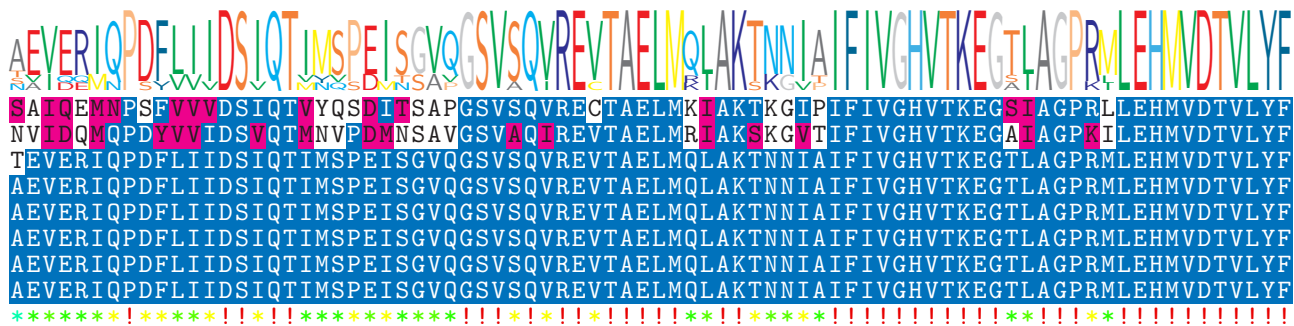 AEVERIQPDFLIIDSIQTIMSPEISGVQGSVSQVREVTAELMQLAKTNNIAIFIVGHVTKEGTLAGPRMLEHMVDTVLYF
SAIQEMNPSFVVVDSIQTVYQSDITSAPGSVSQVRECTAELMKIAKTKGIPIFIVGHVTKEGSIAGPRLLEHMVDTVLYF
NVIDQMQPDYVVIDSVQTMNVPDMNSAVGSVAQIREVTAELMRIAKSKGVTIFIVGHVTKEGAIAGPKILEHMVDTVLYF
TEVERIQPDFLIIDSIQTIMSPEISGVQGSVSQVREVTAELMQLAKTNNIAIFIVGHVTKEGTLAGPRMLEHMVDTVLYF
AEVERIQPDFLIIDSIQTIMSPEISGVQGSVSQVREVTAELMQLAKTNNIAIFIVGHVTKEGTLAGPRMLEHMVDTVLYF
AEVERIQPDFLIIDSIQTIMSPEISGVQGSVSQVREVTAELMQLAKTNNIAIFIVGHVTKEGTLAGPRMLEHMVDTVLYF
AEVERIQPDFLIIDSIQTIMSPEISGVQGSVSQVREVTAELMQLAKTNNIAIFIVGHVTKEGTLAGPRMLEHMVDTVLYF
AEVERIQPDFLIIDSIQTIMSPEISGVQGSVSQVREVTAELMQLAKTNNIAIFIVGHVTKEGTLAGPRMLEHMVDTVLYF
AEVERIQPDFLIIDSIQTIMSPEISGVQGSVSQVREVTAELMQLAKTNNIAIFIVGHVTKEGTLAGPRMLEHMVDTVLYF
*******!*****!!*!!**********!!!*!*!!*!!!!!**!!*****!!!!!!!!!!!**!!!**!!!!!!!!!!!